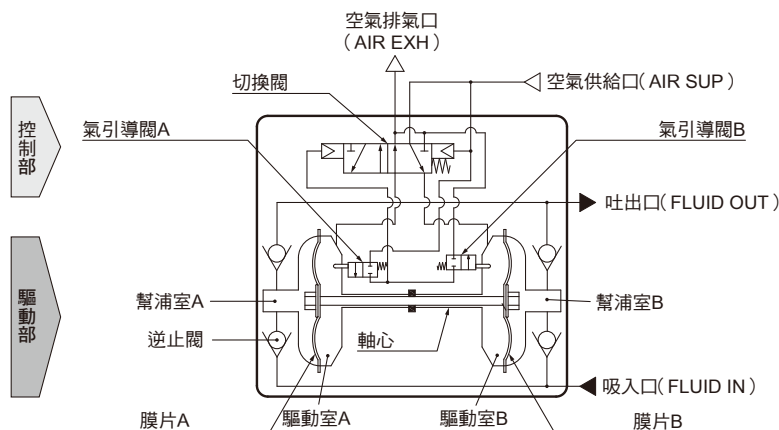 空氣排氣口
(AIR EXH)
切換閥
空氣供給口(AIR SUP)
控制部
氣引導閥A
氣引導閥B
吐出口(FLUID OUT)
驅動部
幫浦室A
幫浦室B
逆止閥
軸心
吸入口(FLUID IN)
膜片A
驅動室A
驅動室B
膜片B